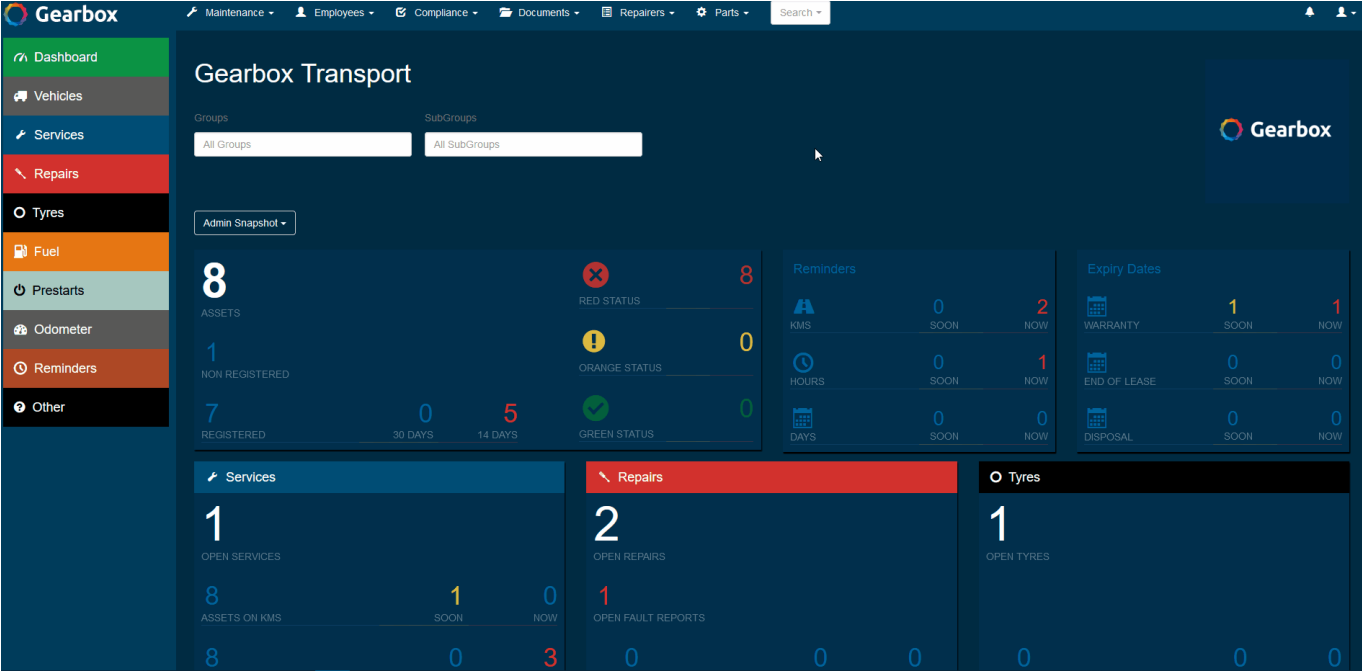 Gearbox
Maintenance
Employees
Compliance
Documents
Repairers
Parts
Search
Dashboard
Vehicles
Services
Repairs
Tyres
Fuel
Prestarts
Odometer
Reminders
Other
Gearbox Transport
Groups
SubGroups
All Groups
All SubGroups
Gearbox
Admin Snapshot
8
ASSETS
1
NON REGISTERED
7 0 5
REGISTERED 30 DAYS 14 DAYS
8
RED STATUS
0
ORANGE STATUS
0
GREEN STATUS
Reminders
0 2
KMS SOON NOW
0 1
HOURS SOON NOW
0 0
DAYS SOON NOW
Expiry Dates
1 1
WARRANTY SOON NOW
0 0
END OF LEASE SOON NOW
0 0
DISPOSAL SOON NOW
Services
1
OPEN SERVICES
8 1 0
ASSETS ON KMS SOON NOW
8 0 3
Repairs
2
OPEN REPAIRS
1
OPEN FAULT REPORTS
0 0 0
Tyres
1
OPEN TYRES
0 0 0